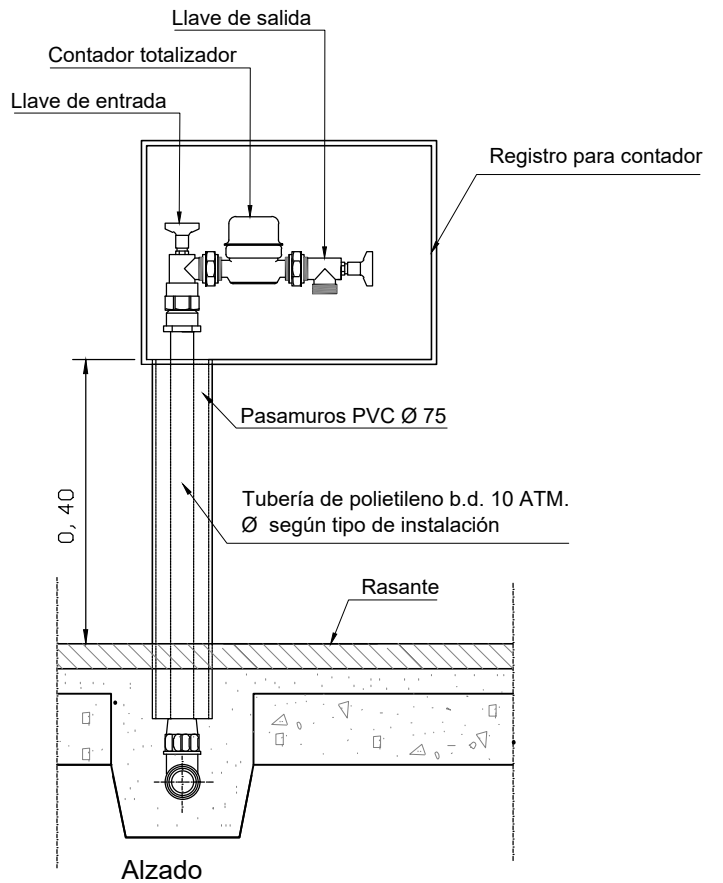 Llave de salida
Contador totalizador
Llave de entrada
Registro para contador
Pasamuros PVC Ø 75
0,40
Tubería de polietileno b.d. 10 ATM.
Ø según tipo de instalación
Rasante
Alzado